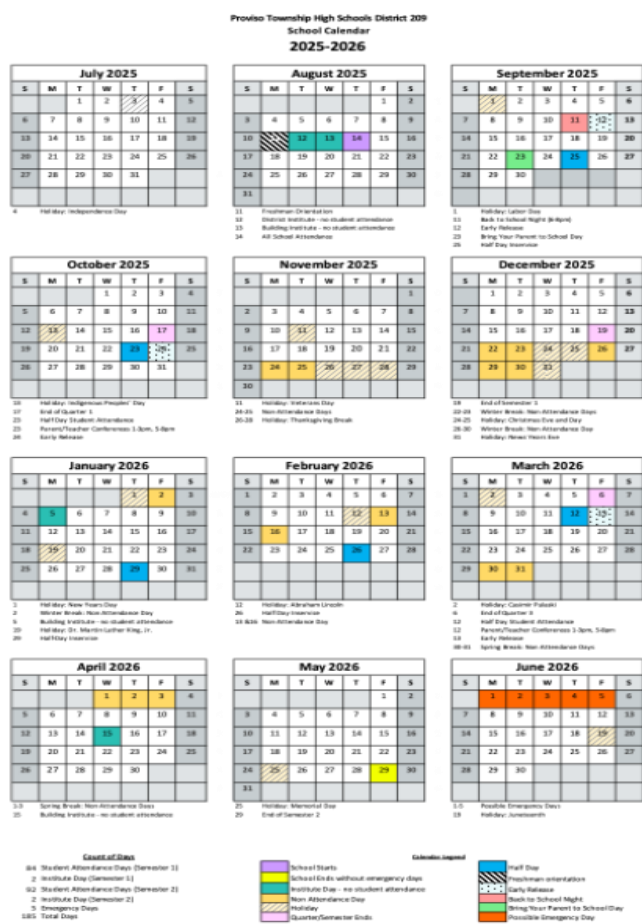 Proviso Township High Schools District 209
School Calendar
2025-2026
July 2025
S M T W T F S
1 2 3 4 5
6 7 8 9 10 11 12
13 14 15 16 17 18 19
20 21 22 23 24 25 26
27 28 29 30 31
4 Holiday: Independence Day
August 2025
S M T W T F S
1 2
3 4 5 6 7 8 9
10 12 13 14 15 16
17 18 19 20 21 22 23
24 25 26 27 28 29 30
31
11 Freshman Orientation
12 District Institute - no student attendance
13 Building Institute - no student attendance
14 All School Attendance
September 2025
S M T W T F S
1 2 3 4 5 6
7 8 9 10 11 12 13
14 15 16 17 18 19 20
21 22 23 24 25 26 27
28 29 30
1 Holiday: Labor Day
11 Back to School Night
12 Early Release
23 Bring Your Parent to School Day
25 Half Day Inservice
October 2025
S M T W T F S
1 2 3 4
5 6 7 8 9 10 11
12 13 14 15 16 17 18
19 20 21 22 23 24 25
26 27 28 29 30 31
13 Holiday: Indigenous Peoples' Day
17 End of Quarter 1
23 Half Day Student Attendance
23 Parent/Teacher Conferences 1-3pm, 5-8pm
24 Early Release
November 2025
S M T W T F S
1
2 3 4 5 6 7 8
9 10 11 12 13 14 15
16 17 18 19 20 21 22
23 24 25 26 27 28 29
30
11 Holiday: Veterans Day
24-25 Non-Attendance Days
26-28 Holiday: Thanksgiving Break
December 2025
S M T W T F S
1 2 3 4 5 6
7 8 9 10 11 12 13
14 15 16 17 18 19 20
21 22 23 24 25 26 27
28 29 30 31
19 End of Semester 1
22-23 Winter Break: Non-Attendance Days
24-25 Holiday: Christmas Eve and Day
Winter Break: Non-Attendance Day
31 Holiday: News Years Eve
January 2026
S M T W T F S
1 2 3
4 5 6 7 8 9 10
11 12 13 14 15 16 17
18 19 20 21 22 23 24
25 26 27 28 29 30 31
1 Holiday: New Years Day
2 Winter Break: Non-Attendance Day
5 Building Institute - no student attendance
19 Holiday: Dr. Martin Luther King, Jr.
29 Half Day Inservice
February 2026
S M T W T F S
1 2 3 4 5 6 7
8 9 10 11 12 13 14
15 16 17 18 19 20 21
22 23 24 25 26 27 28
12 Holiday: Abraham Lincoln
26 Half Day Inservice
13 &16 Non-Attendance Day
March 2026
S M T W T F S
1 2 3 4 5 6 7
8 9 10 11 12 13 14
15 16 17 18 19 20 21
22 23 24 25 26 27 28
29 30 31
2 Holiday: Casimir Pulaski
6 End of Quarter 3
12 Half Day Student Attendance
12 Parent/Teacher Conferences 1-3pm, 5-8pm
13 Early Release
30-31 Spring Break: Non-Attendance Days
April 2026
S M T W T F S
1 2 3 4
5 6 7 8 9 10 11
12 13 14 15 16 17 18
19 20 21 22 23 24 25
26 27 28 29 30
1-3 Spring Break: Non-Attendance Days
15 Building Institute - no student attendance
May 2026
S M T W T F S
1 2
3 4 5 6 7 8 9
10 11 12 13 14 15 16
17 18 19 20 21 22 23
24 25 26 27 28 29 30
31
25 Holiday: Memorial Day
29 End of Semester 2
June 2026
S M T W T F S
1 2 3 4 5 6
7 8 9 10 11 12 13
14 15 16 17 18 19 20
21 22 23 24 25 26 27
28 29 30
1-5 Possible Emergency Days
19 Holiday: Juneteenth
Count of Days
84 Student Attendance Days (Semester 1)
2 Institute Day (Semester 1)
92 Student Attendance Days (Semester 2)
2 Institute Day (Semester 2)
5 Emergency Days
185 Total Days
Calendar Legend
School Starts
School Ends without emergency days
Institute Day - no student attendance
Non Attendance Day
Holiday
Quarter/Semester Ends
Half Day
Freshman orientation
Early Release
Back to School Night
Bring Your Parent to School Day
Possible Emergency Day